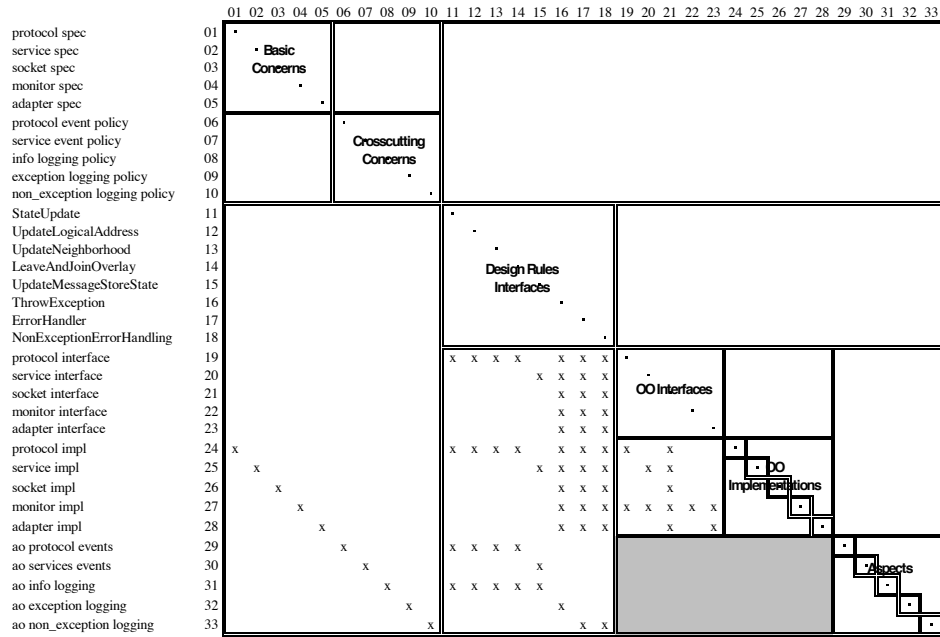 01 02 03 04 05 06 07 08 09 10 11 12 13 14 15 16 17 18 19 20 21 22 23 24 25 26 27 28 29 30 31 32 33
protocol spec 01 .
service spec 02 . Basic
socket spec 03 Concerns
monitor spec 04 .
adapter spec 05 .
protocol event policy 06 .
service event policy 07 Crosscutting
info logging policy 08 Concerns
exception logging policy 09 .
non_exception logging policy 10 .
StateUpdate 11 .
UpdateLogicalAddress 12 .
UpdateNeighborhood 13 .
LeaveAndJoinOverlay 14 Design Rules
UpdateMessageStoreState 15 Interfaces
ThrowException 16 .
ErrorHandler 17 .
NonExceptionErrorHandling 18 .
protocol interface 19 x x x x x x x .
service interface 20 x x x x .
socket interface 21 x x x OO Interfaces
monitor interface 22 x x x .
adapter interface 23 x x x .
protocol impl 24 x x x x x x x x x x .
service impl 25 x x x x x x x . OO
socket impl 26 x x x x x Implementations
monitor impl 27 x x x x x x x x x x x x x x .
adapter impl 28 x x x x x x .
ao protocol events 29 x x x x x .
ao services events 30 x x . Aspects
ao info logging 31 x x x x x x .
ao exception logging 32 x x .
ao non_exception logging 33 x x x .